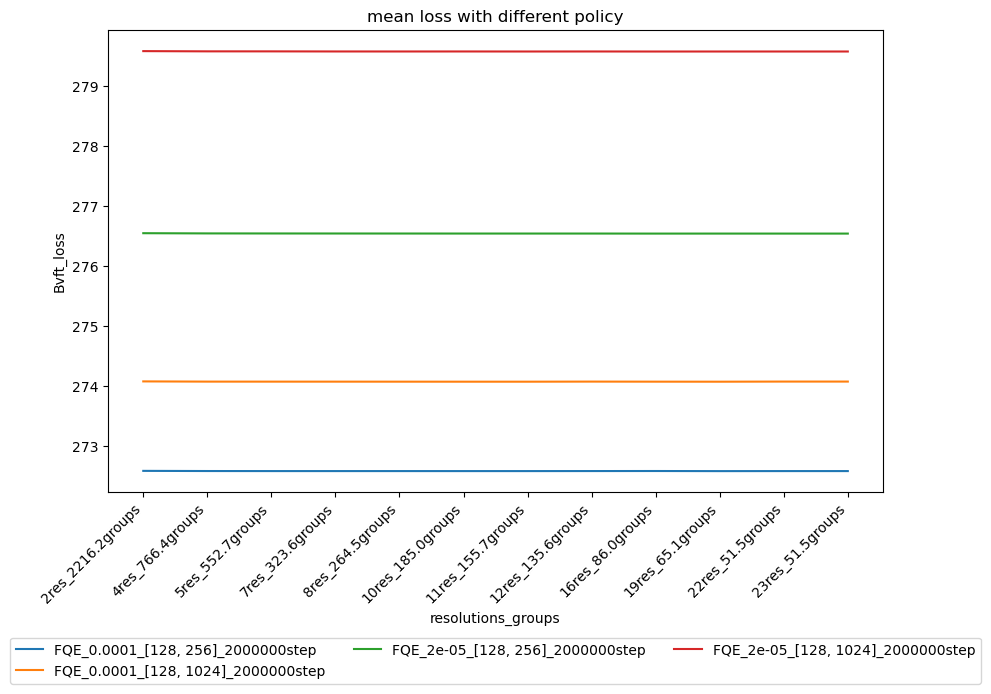 mean loss with different policy
Bvft_loss
279
278
277
276
275
274
273
2res_2216.2groups
4res_766.4groups
5res_552.7groups
7res_323.6groups
8res_264.5groups
10res_185.0groups
11res_155.7groups
12res_135.6groups
16res_86.0groups
19res_65.1groups
22res_51.5groups
23res_51.5groups
resolutions_groups
FQE_0.0001_[128, 256]_2000000step
FQE_0.0001_[128, 1024]_2000000step
FQE_2e-05_[128, 256]_2000000step
FQE_2e-05_[128, 1024]_2000000step